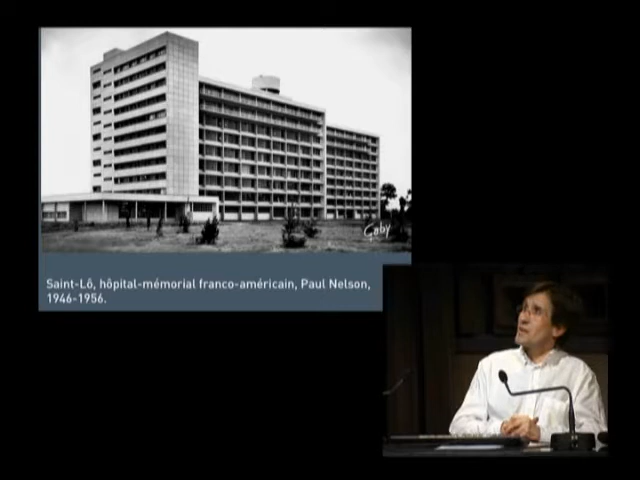 Gaby
Saint-Lô, hôpital-mémorial franco-américain, Paul Nelson,
1946-1956.